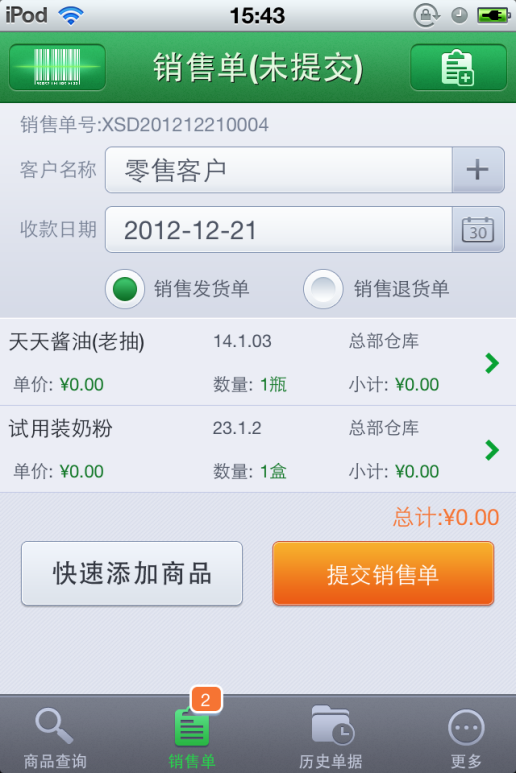 iPod 15:43
销售单(未提交)
销售单号:XSD201212210004
客户名称 零售客户
收款日期 2012-12-21 30
销售发货单 销售退货单
天天酱油(老抽) 14.1.03 总部仓库
单价: ¥0.00 数量: 1瓶 小计: ¥0.00
试用装奶粉 23.1.2 总部仓库
单价: ¥0.00 数量: 1盒 小计: ¥0.00
总计:¥0.00
快速添加商品 提交销售单
2
商品查询 销售单 历史单据 更多